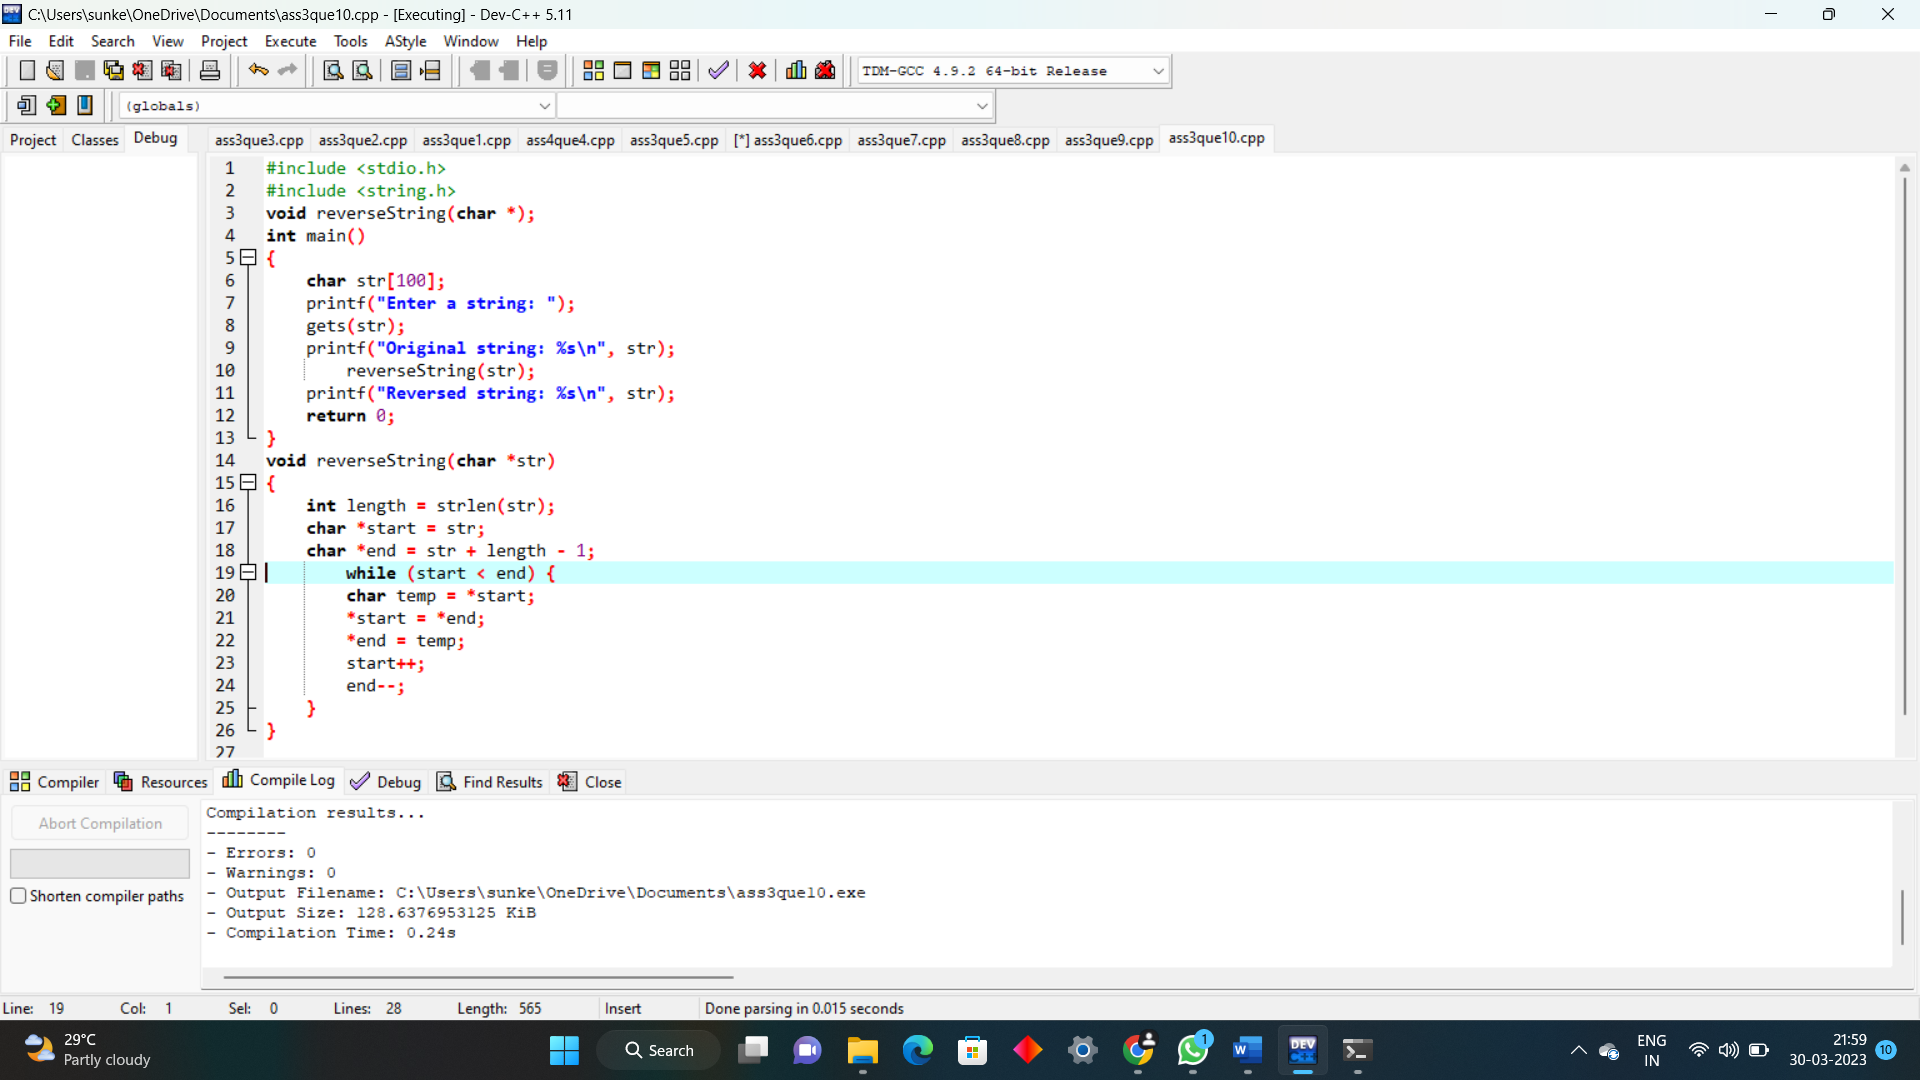 C:\Users\sunke\OneDrive\Documents\ass3que10.cpp - [Executing] - Dev-C++ 5.11
File Edit Search View Project Execute Tools AStyle Window Help
TDM-GCC 4.9.2 64-bit Release
(globals)
Project Classes Debug
ass3que3.cpp ass3que2.cpp ass3que1.cpp ass4que4.cpp ass3que5.cpp [*] ass3que6.cpp ass3que7.cpp ass3que8.cpp ass3que9.cpp ass3que10.cpp
1 #include <stdio.h>
2 #include <string.h>
3 void reverseString(char *);
4 int main()
5 {
6 char str[100];
7 printf("Enter a string: ");
8 gets(str);
9 printf("Original string: %s\n", str);
10 reverseString(str);
11 printf("Reversed string: %s\n", str);
12 return 0;
13 }
14 void reverseString(char *str)
15 {
16 int length = strlen(str);
17 char *start = str;
18 char *end = str + length - 1;
19 while (start < end) {
20 char temp = *start;
21 *start = *end;
22 *end = temp;
23 start++;
24 end--;
25 }
26 }
27
Compiler Resources Compile Log Debug Find Results Close
Abort Compilation
Shorten compiler paths
Compilation results...
--------
- Errors: 0
- Warnings: 0
- Output Filename: C:\Users\sunke\OneDrive\Documents\ass3que10.exe
- Output Size: 128.6376953125 KiB
- Compilation Time: 0.24s
Line: 19 Col: 1 Sel: 0 Lines: 28 Length: 565 Insert Done parsing in 0.015 seconds
29°C
Partly cloudy
Search
1
DEV
C++
ENG
IN
21:59
30-03-2023
10